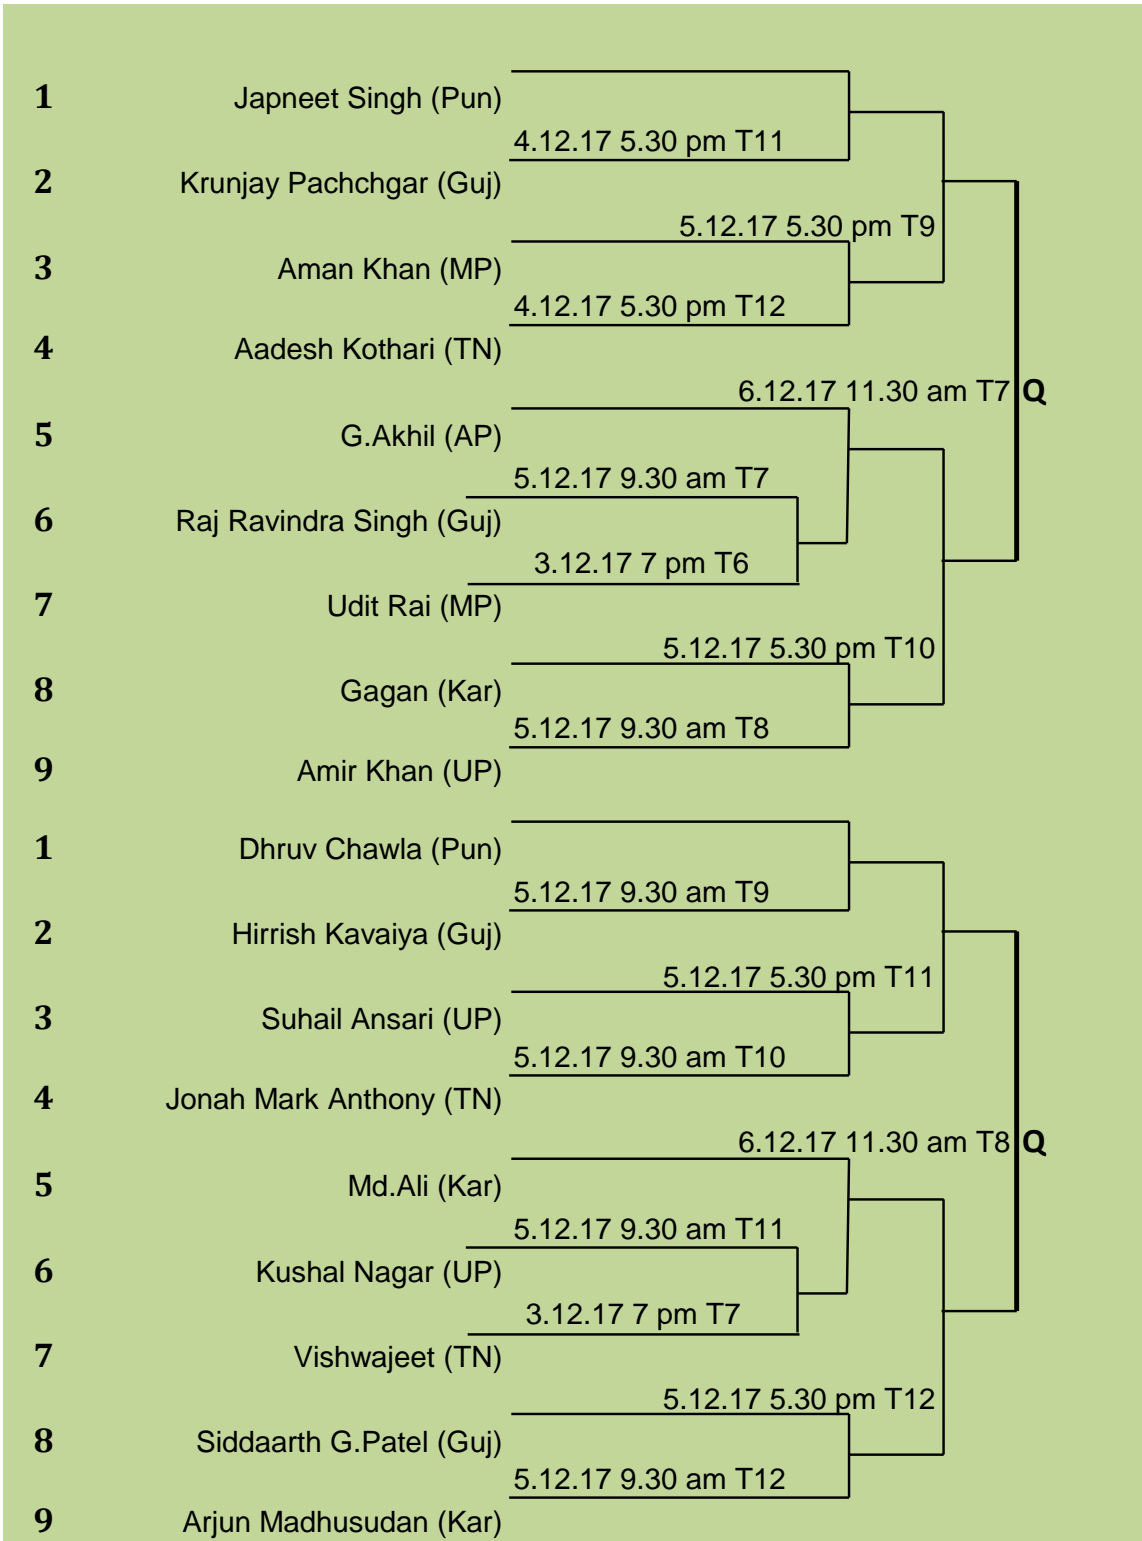 1 Japneet Singh (Pun)
4.12.17 5.30 pm T11
2 Krunjay Pachchgar (Guj)
5.12.17 5.30 pm T9
3 Aman Khan (MP)
4.12.17 5.30 pm T12
4 Aadesh Kothari (TN)
6.12.17 11.30 am T7 Q
5 G.Akhil (AP)
5.12.17 9.30 am T7
6 Raj Ravindra Singh (Guj)
3.12.17 7 pm T6
7 Udit Rai (MP)
5.12.17 5.30 pm T10
8 Gagan (Kar)
5.12.17 9.30 am T8
9 Amir Khan (UP)
1 Dhruv Chawla (Pun)
5.12.17 9.30 am T9
2 Hirrish Kavaiya (Guj)
5.12.17 5.30 pm T11
3 Suhail Ansari (UP)
5.12.17 9.30 am T10
4 Jonah Mark Anthony (TN)
6.12.17 11.30 am T8 Q
5 Md.Ali (Kar)
5.12.17 9.30 am T11
6 Kushal Nagar (UP)
3.12.17 7 pm T7
7 Vishwajeet (TN)
5.12.17 5.30 pm T12
8 Siddaarth G.Patel (Guj)
5.12.17 9.30 am T12
9 Arjun Madhusudan (Kar)